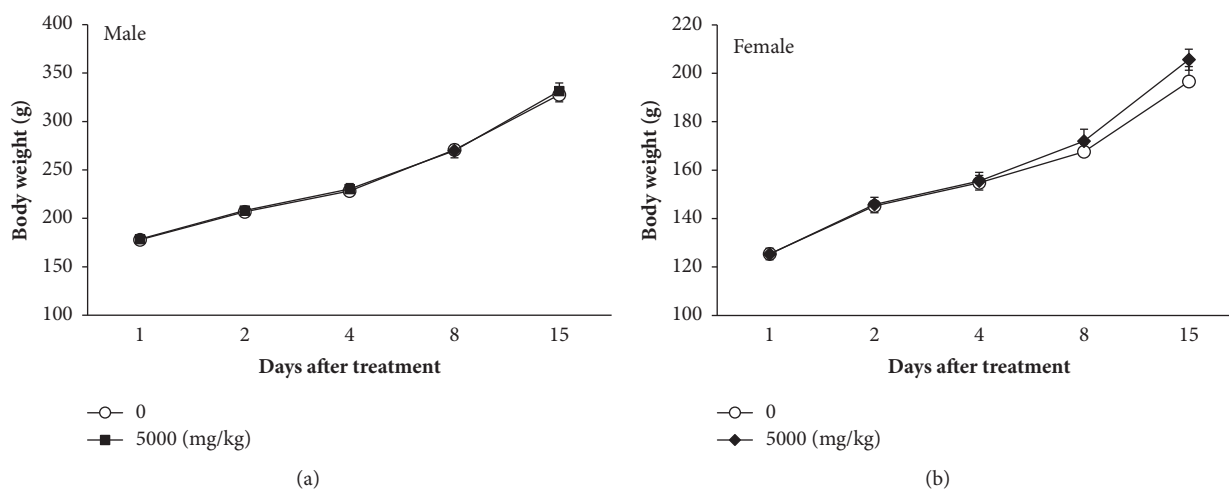 Male
400
350
300
250
200
150
100
Body weight (g)
1 2 4 8 15
Days after treatment
0
5000 (mg/kg)
(a)
Female
220
200
180
160
140
120
100
Body weight (g)
1 2 4 8 15
Days after treatment
0
5000 (mg/kg)
(b)